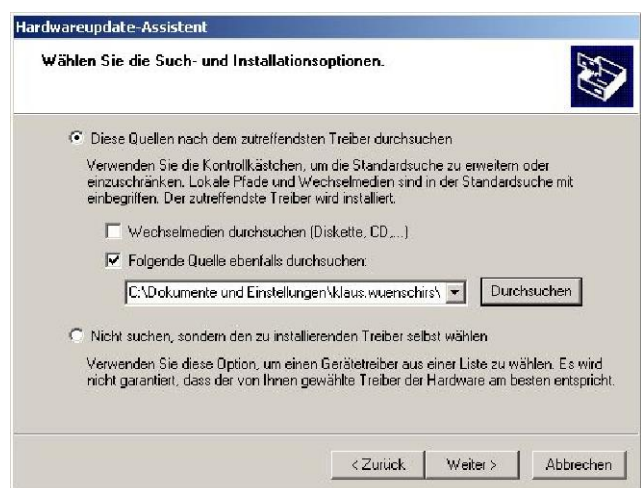 Hardwareupdate-Assistent
Wählen Sie die Such- und Installationsoptionen.
Diese Quellen nach dem zutreffendsten Treiber durchsuchen
Verwenden Sie die Kontrollkästchen, um die Standardsuche zu erweitern oder
einzuschränken. Lokale Pfade und Wechselmedien sind in der Standardsuche mit
einbegriffen. Der zutreffendste Treiber wird installiert.
Wechselmedien durchsuchen (Diskette, CD,...)
Folgende Quelle ebenfalls durchsuchen:
C:\Dokumente und Einstellungen\klaus.wuenschirs\ Durchsuchen
Nicht suchen, sondern den zu installierenden Treiber selbst wählen
Verwenden Sie diese Option, um einen Gerätetreiber aus einer Liste zu wählen. Es wird
nicht garantiert, dass der von Ihnen gewählte Treiber der Hardware am besten entspricht.
< Zurück Weiter > Abbrechen